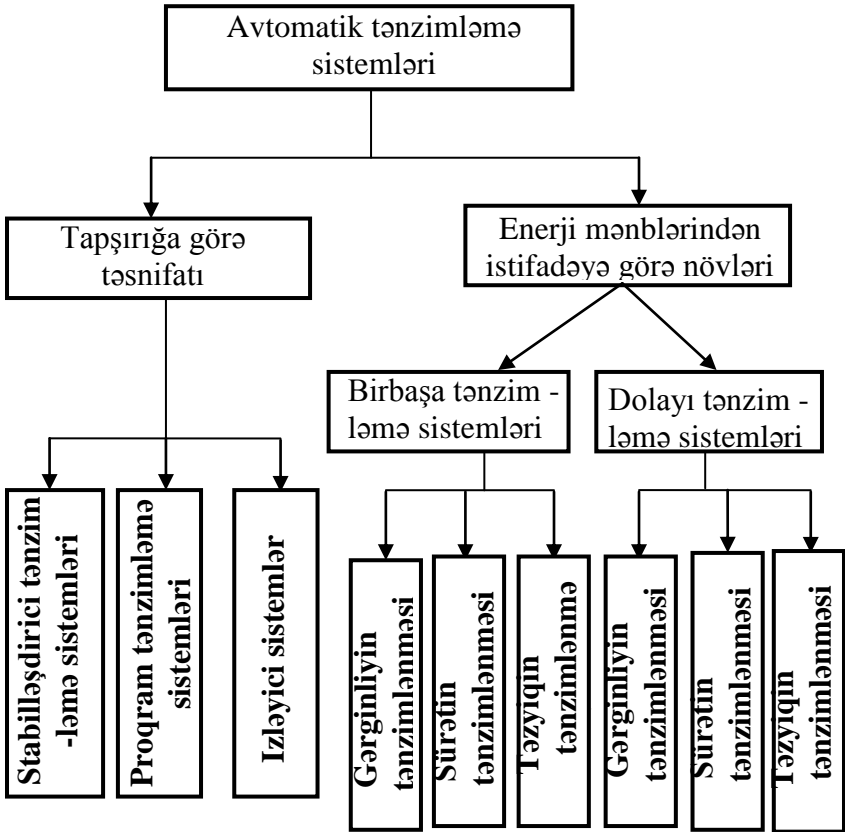 Avtomatik tənzimləmə
sistemləri
Tapşırığa görə
təsnifatı
Enerji mənblərindən
istifadəyə görə növləri
Birbaşa tənzim -
ləmə sistemləri
Dolayı tənzim -
ləmə sistemləri
Stabilləşdirici tənzim
-ləmə sistemləri
Proqram tənzimləmə
sistemləri
Izləyici sistemlər
Gərginliyin
tənzimlənməsi
Sürətin
tənzimlənməsi
Təzyiqin
tənzimlənmə
Gərginliyin
tənzimlənməsi
Sürətin
tənzimlənməsi
Təzyiqin
tənzimlənməsi